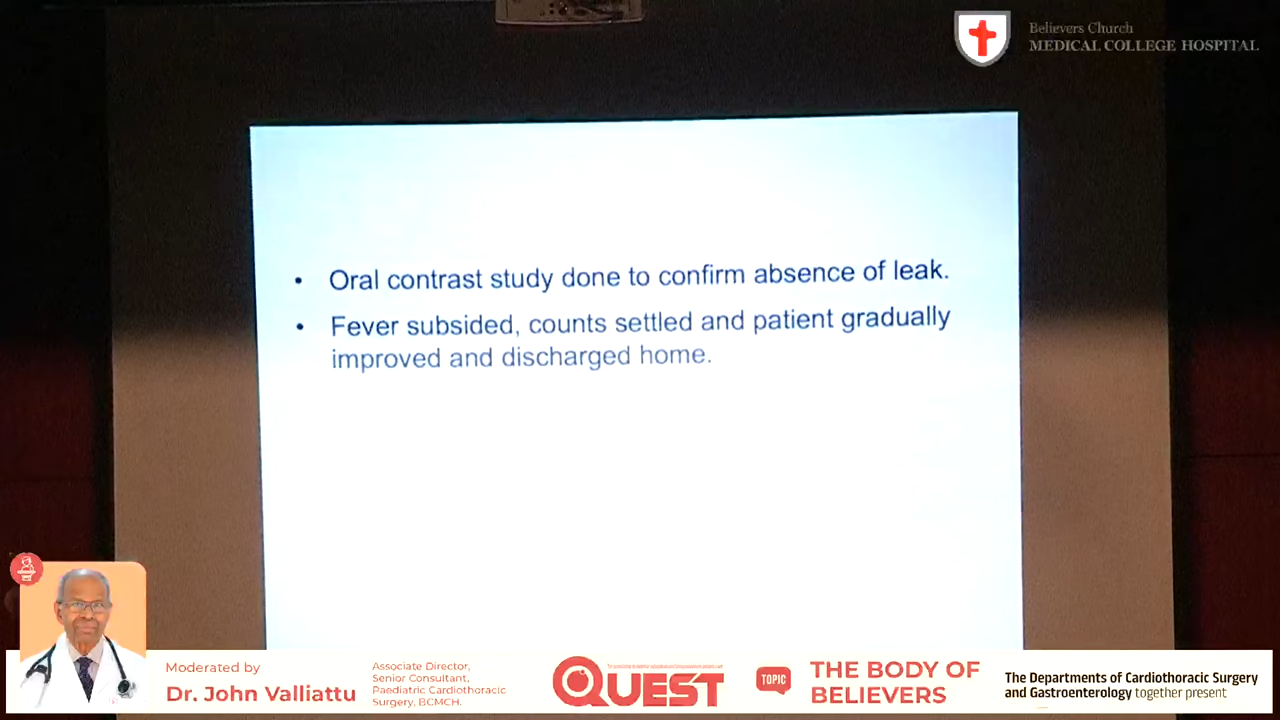 Believers Church
MEDICAL COLLEGE HOSPITAL
• Oral contrast study done to confirm absence of leak.
• Fever subsided, counts settled and patient gradually
improved and discharged home.
Moderated by
Dr. John Valliattu
Associate Director,
Senior Consultant,
Paediatric Cardiothoracic
Surgery, BCMCH.
QUEST
TOPIC
THE BODY OF
BELIEVERS
The Departments of Cardiothoracic Surgery
and Gastroenterology together present